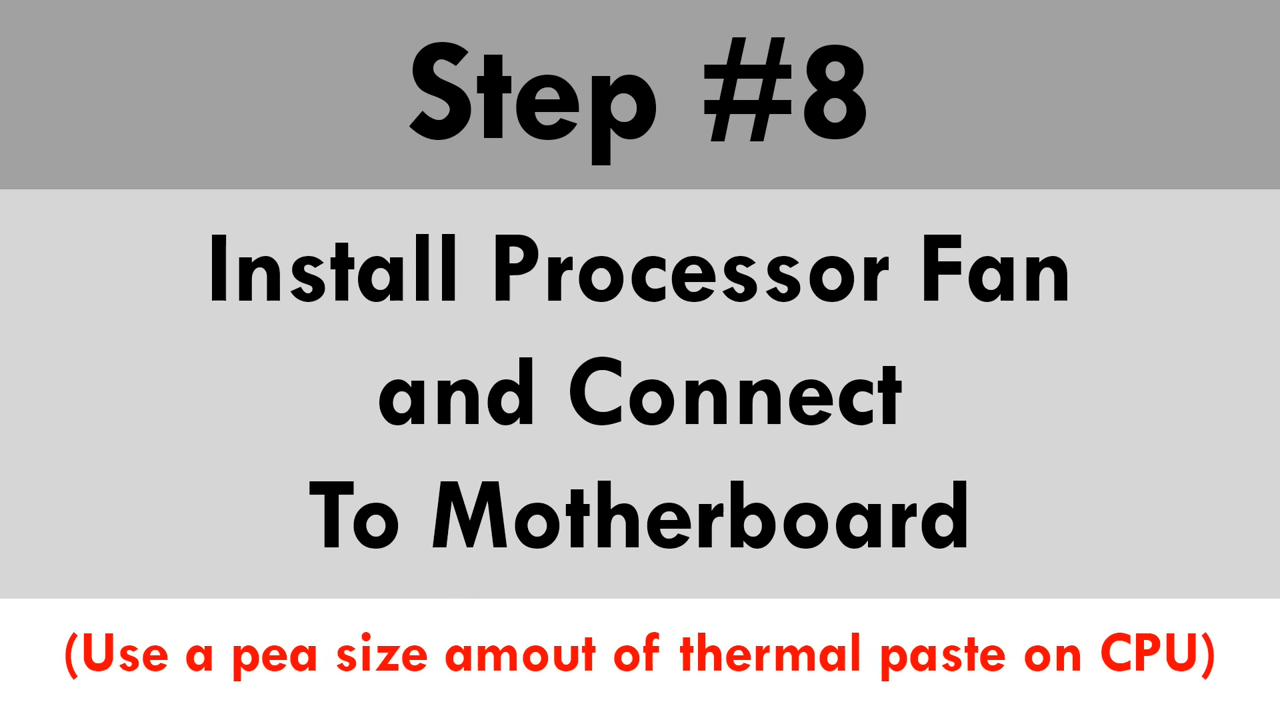 Step #8
Install Processor Fan
and Connect
To Motherboard
(Use a pea size amout of thermal paste on CPU)